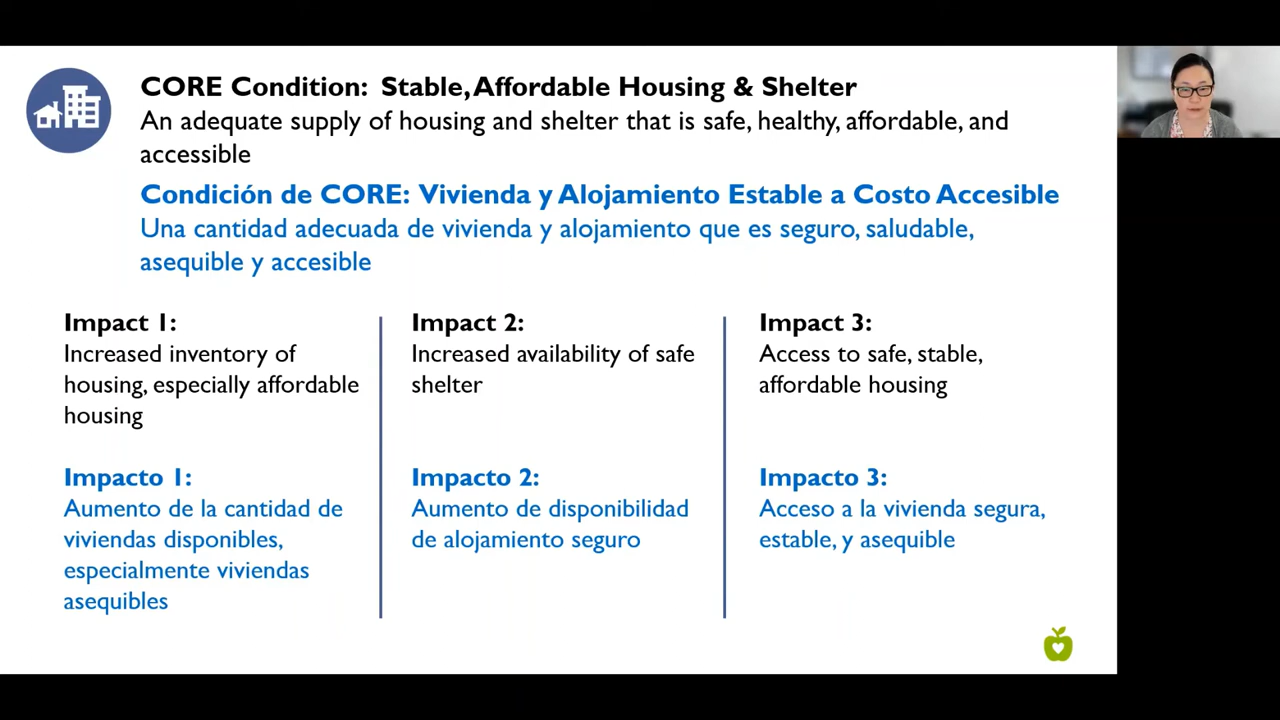 CORE Condition: Stable, Affordable Housing & Shelter
An adequate supply of housing and shelter that is safe, healthy, affordable, and
accessible
Condición de CORE: Vivienda y Alojamiento Estable a Costo Accesible
Una cantidad adecuada de vivienda y alojamiento que es seguro, saludable,
asequible y accesible
Impact 1:
Increased inventory of
housing, especially affordable
housing
Impacto 1:
Aumento de la cantidad de
viviendas disponibles,
especialmente viviendas
asequibles
Impact 2:
Increased availability of safe
shelter
Impacto 2:
Aumento de disponibilidad
de alojamiento seguro
Impact 3:
Access to safe, stable,
affordable housing
Impacto 3:
Acceso a la vivienda segura,
estable, y asequible